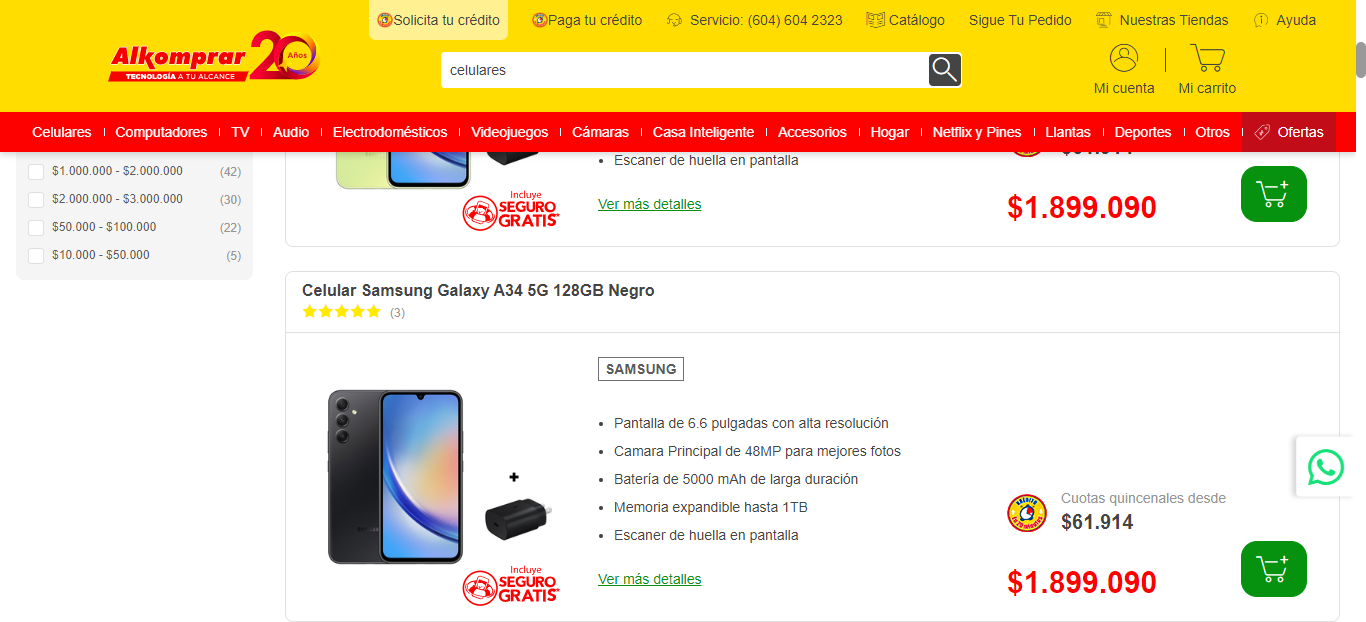 Solicita tu crédito
Paga tu crédito
Servicio: (604) 604 2323
Catálogo
Sigue Tu Pedido
Nuestras Tiendas
Ayuda
Alkomprar 20 Años
TECNOLOGÍA A TU ALCANCE
celulares
Mi cuenta
Mi carrito
Celulares
Computadores
TV
Audio
Electrodomésticos
Videojuegos
Cámaras
Casa Inteligente
Accesorios
Hogar
Netflix y Pines
Llantas
Deportes
Otros
Ofertas
$1.000.000 - $2.000.000 (42)
$2.000.000 - $3.000.000 (30)
$50.000 - $100.000 (22)
$10.000 - $50.000 (5)
Escaner de huella en pantalla
Incluye
SEGURO
GRATIS*
Ver más detalles
$1.899.090
Celular Samsung Galaxy A34 5G 128GB Negro
(3)
SAMSUNG
Pantalla de 6.6 pulgadas con alta resolución
Camara Principal de 48MP para mejores fotos
Batería de 5000 mAh de larga duración
Memoria expandible hasta 1TB
Escaner de huella en pantalla
Incluye
SEGURO
GRATIS*
Ver más detalles
Cuotas quincenales desde
$61.914
$1.899.090